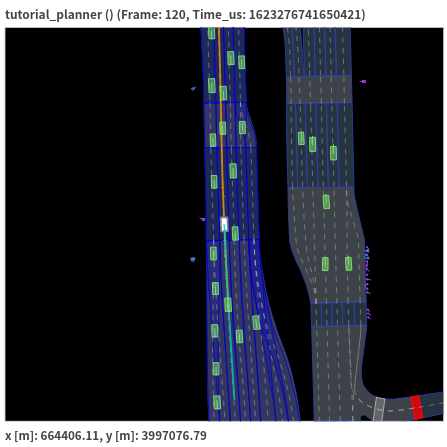 tutorial_planner () (Frame: 120, Time_us: 1623276741650421)
x [m]: 664406.11, y [m]: 3997076.79